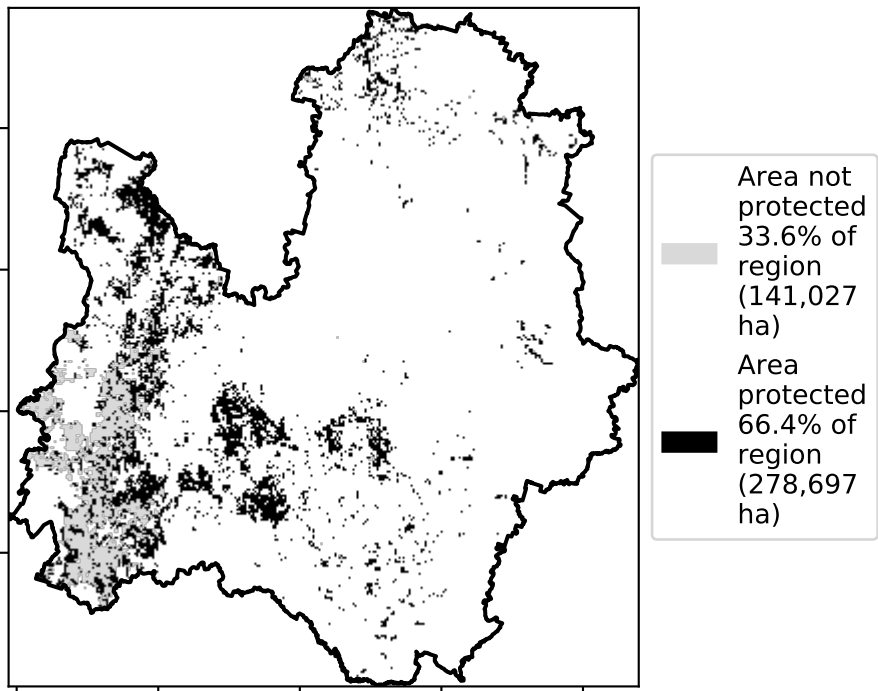 Area not
protected
33.6% of
region
(141,027
ha)
Area
protected
66.4% of
region
(278,697
ha)